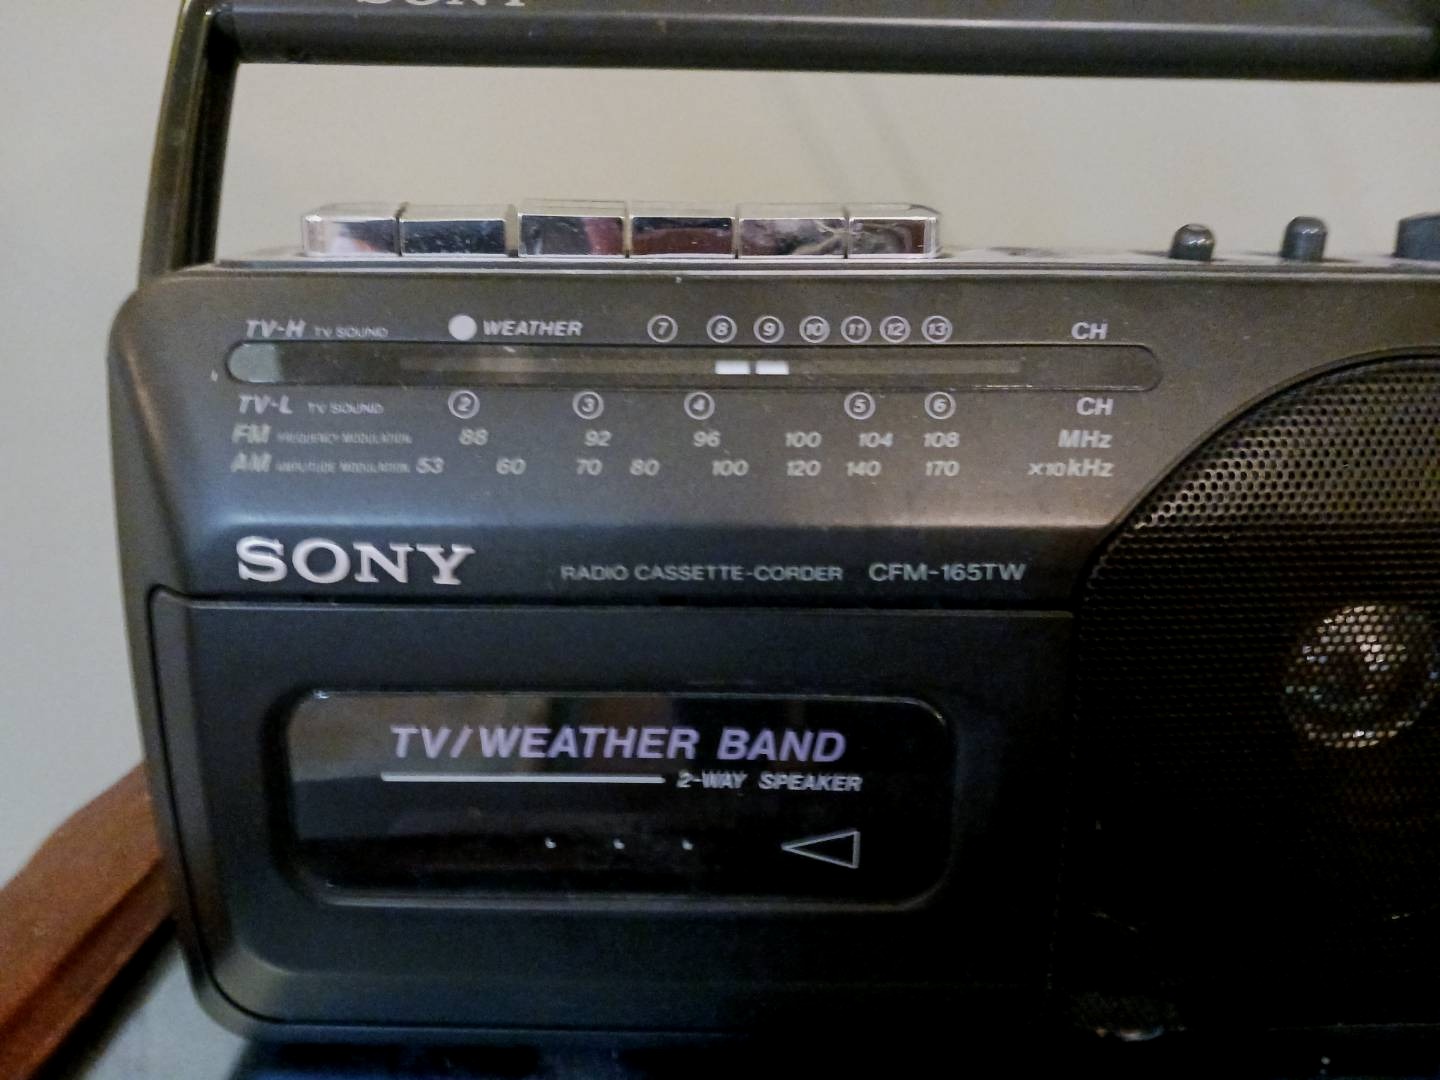 SONY
TV-H TV SOUND WEATHER 7 8 9 10 11 12 13 CH
TV-L TV SOUND 2 3 4 5 6 CH
FM FREQUENCY MODULATION 88 92 96 100 104 108 MHz
AM AMPLITUDE MODULATION 53 60 70 80 100 120 140 170 ×10kHz
SONY RADIO CASSETTE-CORDER CFM-165TW
TV/WEATHER BAND
2-WAY SPEAKER